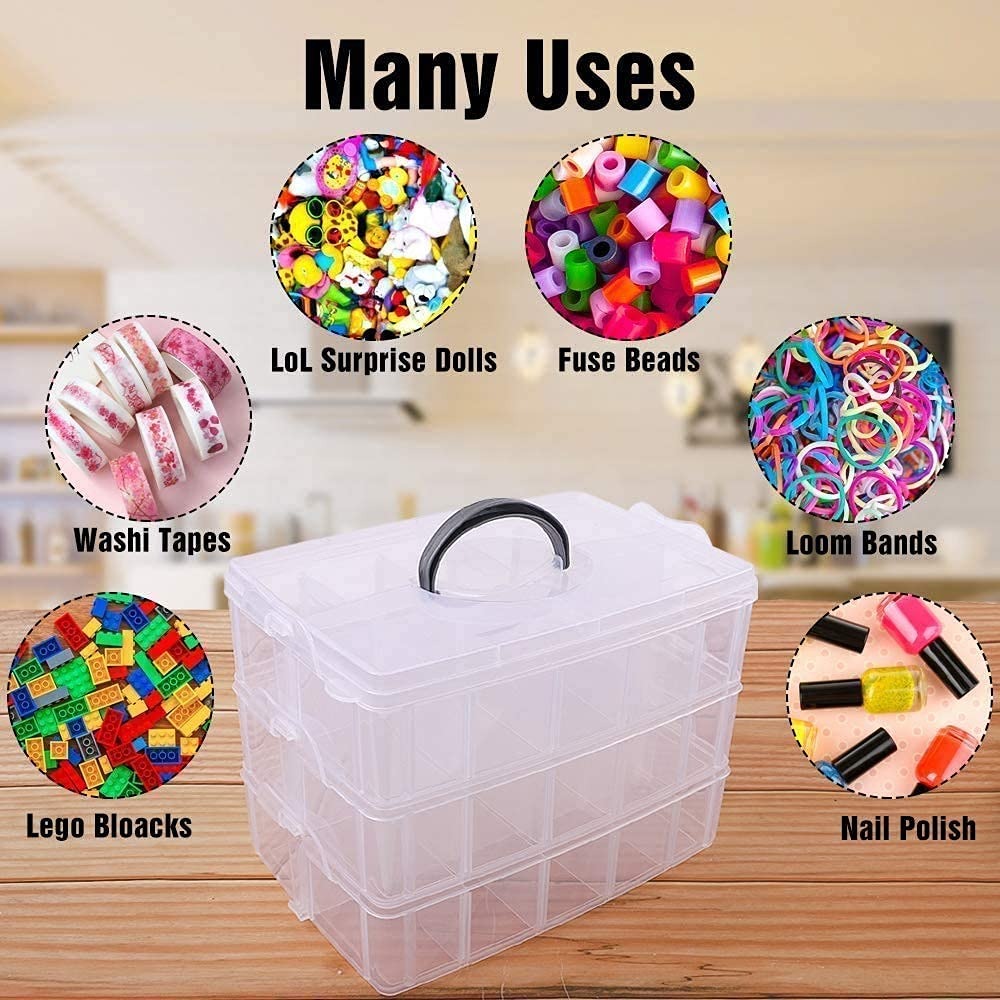 Many Uses
LoL Surprise Dolls
Fuse Beads
Washi Tapes
Loom Bands
Lego Bloacks
Nail Polish